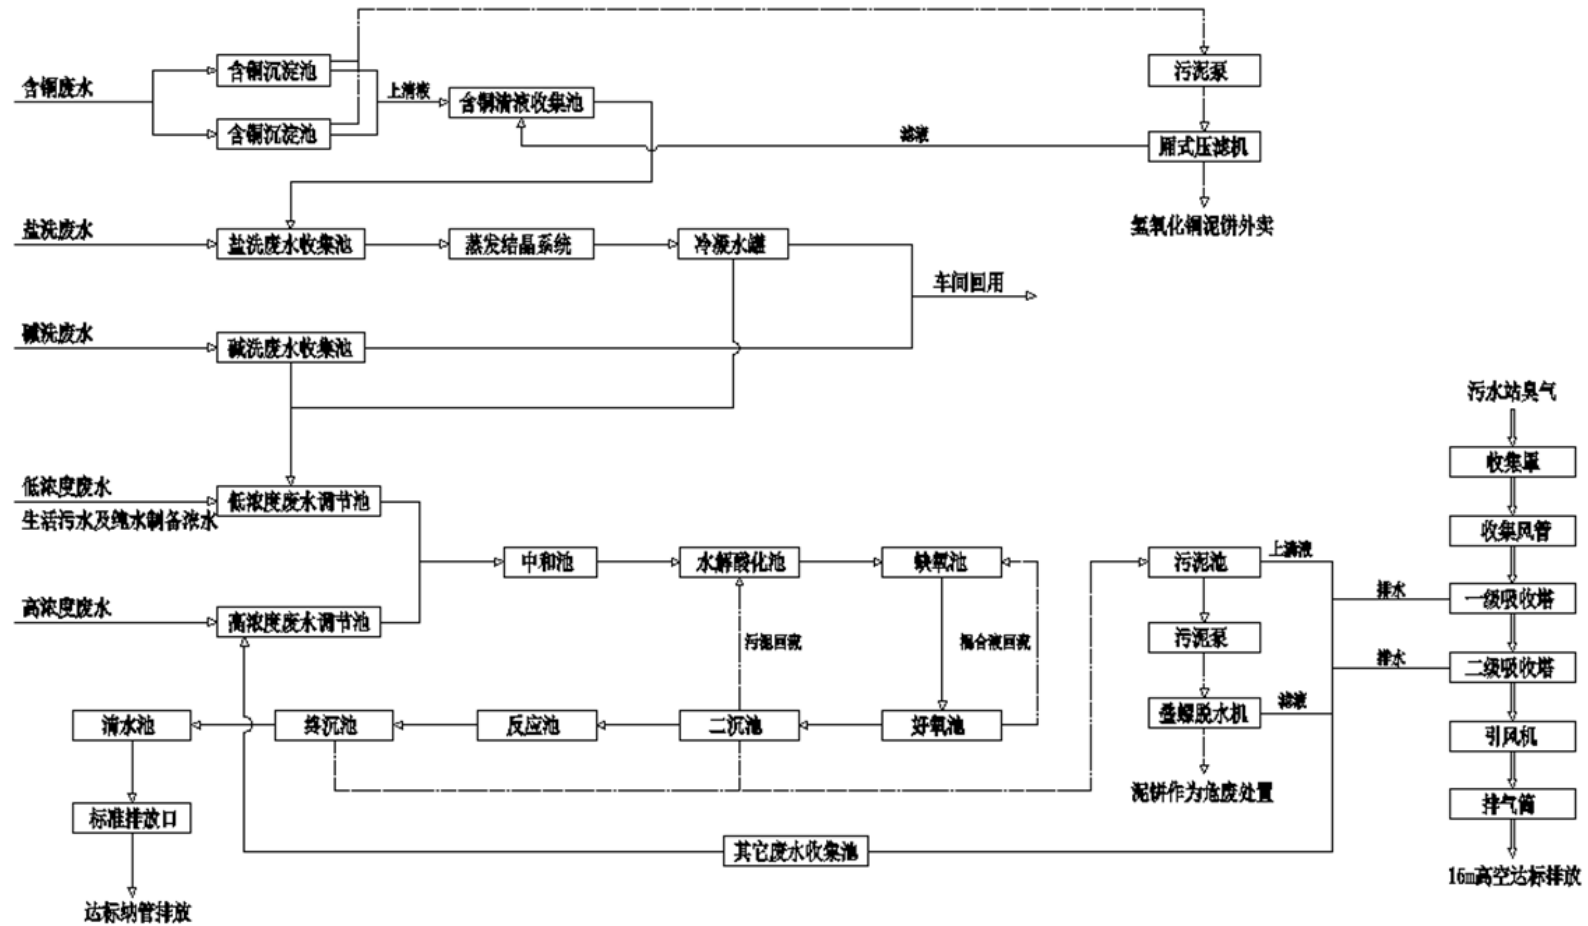 含铜废水
含铜沉淀池
含铜沉淀池
上清液
含铜清液收集池
污泥泵
滤液
厢式压滤机
氢氧化铜泥饼外卖
盐洗废水
盐洗废水收集池
蒸发结晶系统
冷凝水罐
车间回用
碱洗废水
碱洗废水收集池
低浓度废水
生活污水及纯水制备浓水
低浓度废水调节池
高浓度废水
高浓度废水调节池
中和池
水解酸化池
缺氧池
污泥回流
混合液回流
清水池
终沉池
反应池
二沉池
好氧池
标准排放口
达标纳管排放
其它废水收集池
污泥池
上清液
污泥泵
叠螺脱水机
滤液
泥饼作为危废处置
排水
排水
污水站臭气
收集罩
收集风管
一级吸收塔
二级吸收塔
引风机
排气筒
15m高空达标排放